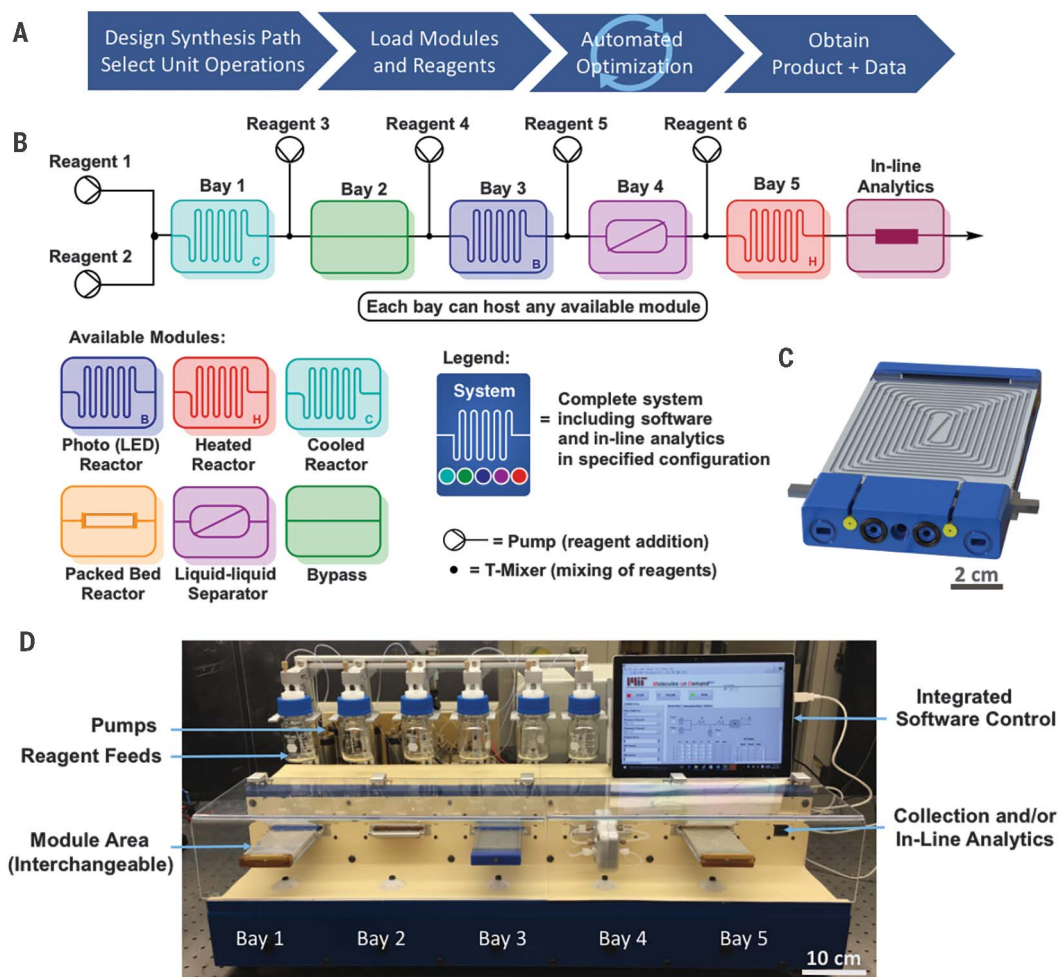 A
Design Synthesis Path
Select Unit Operations
Load Modules
and Reagents
Automated
Optimization
Obtain
Product + Data
B
Reagent 1
Reagent 2
Reagent 3
Reagent 4
Reagent 5
Reagent 6
Bay 1
C
Bay 2
Bay 3
B
Bay 4
Bay 5
H
In-line
Analytics
Each bay can host any available module
Available Modules:
B
Photo (LED)
Reactor
H
Heated
Reactor
C
Cooled
Reactor
Packed Bed
Reactor
Liquid-liquid
Separator
Bypass
Legend:
System
= Complete system
including software
and in-line analytics
in specified configuration
= Pump (reagent addition)
= T-Mixer (mixing of reagents)
C
2 cm
D
Pumps
Reagent Feeds
Module Area
(Interchangeable)
Integrated
Software Control
Collection and/or
In-Line Analytics
Molecules on Demand
Bay 1
Bay 2
Bay 3
Bay 4
Bay 5
10 cm